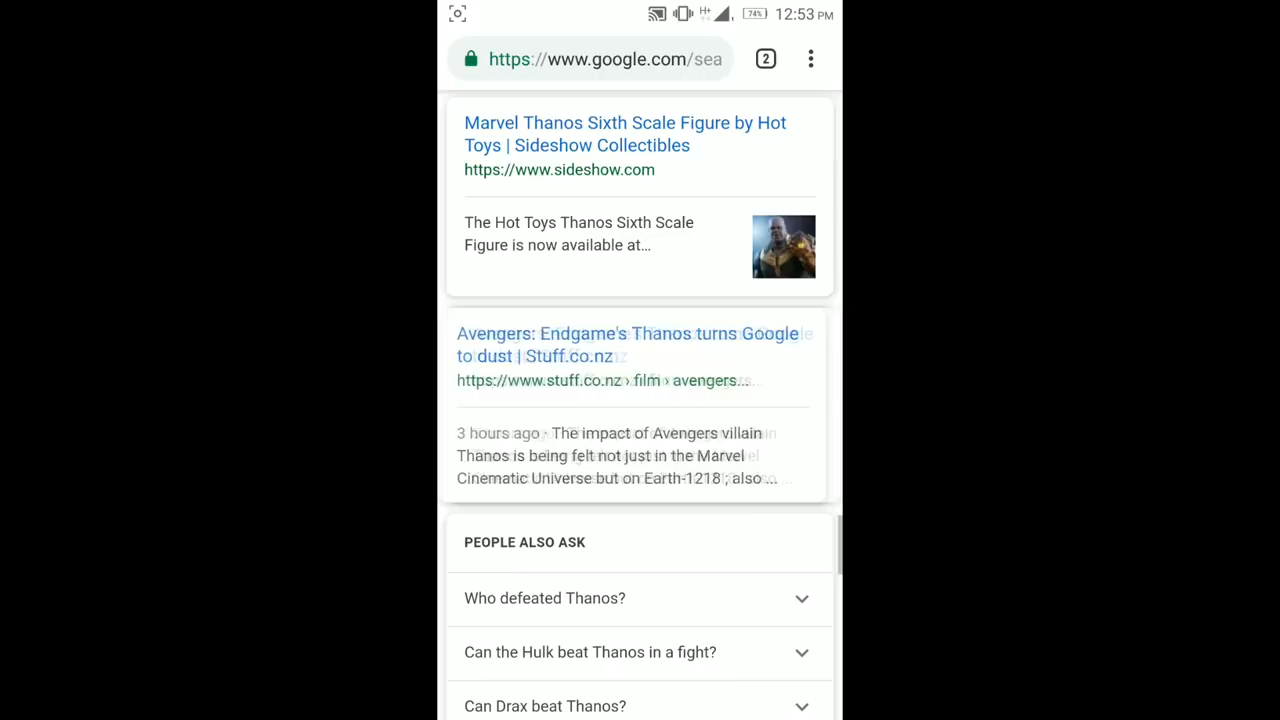 H+
74%
12:53 PM
https://www.google.com/sea
2
Marvel Thanos Sixth Scale Figure by Hot
Toys | Sideshow Collectibles
https://www.sideshow.com
The Hot Toys Thanos Sixth Scale
Figure is now available at...
Avengers: Endgame's Thanos turns Google
to dust | Stuff.co.nz
https://www.stuff.co.nz › film › avengers...
3 hours ago - The impact of Avengers villain
Thanos is being felt not just in the Marvel
Cinematic Universe but on Earth-1218 ; also ...
PEOPLE ALSO ASK
Who defeated Thanos?
Can the Hulk beat Thanos in a fight?
Can Drax beat Thanos?